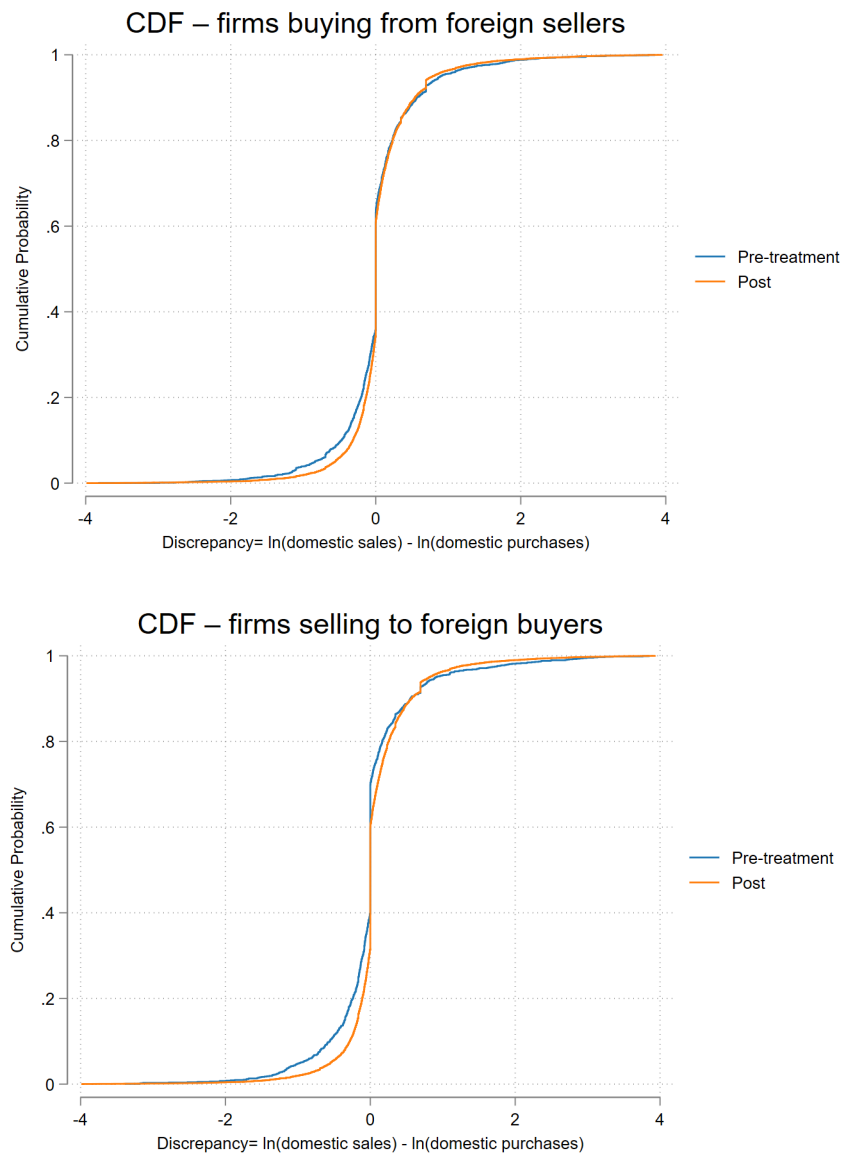 CDF – firms buying from foreign sellers
1
.8
.6
.4
.2
0
Cumulative Probability
-4
-2
0
2
4
Discrepancy= ln(domestic sales) - ln(domestic purchases)
Pre-treatment
Post
CDF – firms selling to foreign buyers
1
.8
.6
.4
.2
0
Cumulative Probability
-4
-2
0
2
4
Discrepancy= ln(domestic sales) - ln(domestic purchases)
Pre-treatment
Post